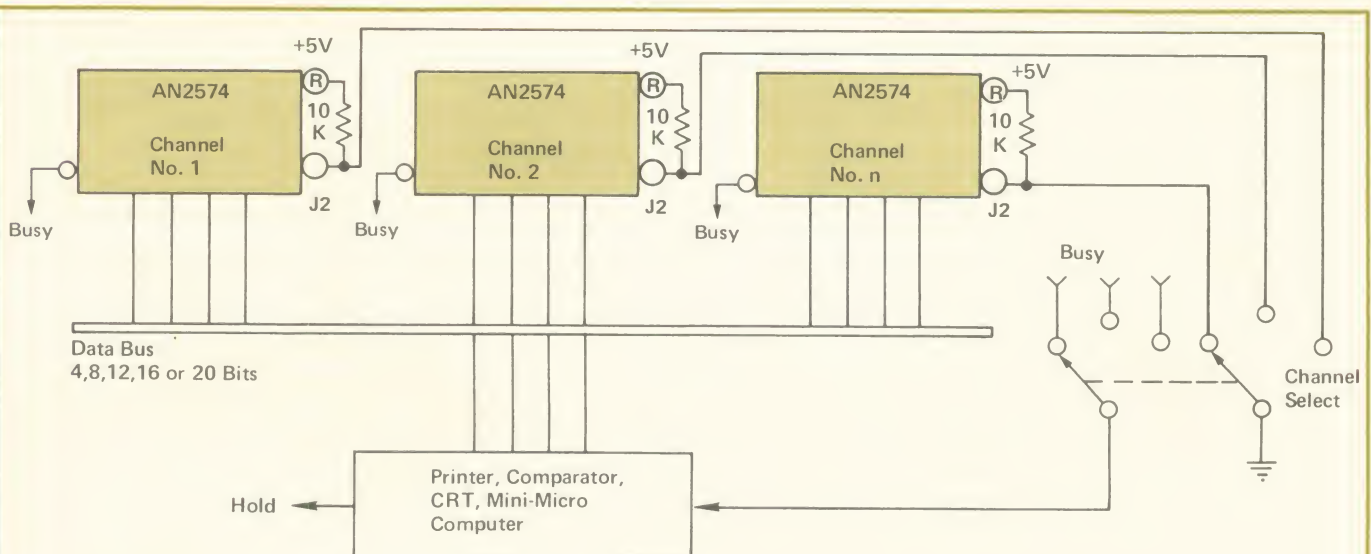 +5V
R
AN2574
10
K
Channel
No. 1
J2
Busy
+5V
R
AN2574
10
K
Channel
No. 2
J2
Busy
+5V
R
AN2574
10
K
Channel
No. n
J2
Busy
Busy
Data Bus
4,8,12,16 or 20 Bits
Channel
Select
Printer, Comparator,
CRT, Mini-Micro
Computer
Hold